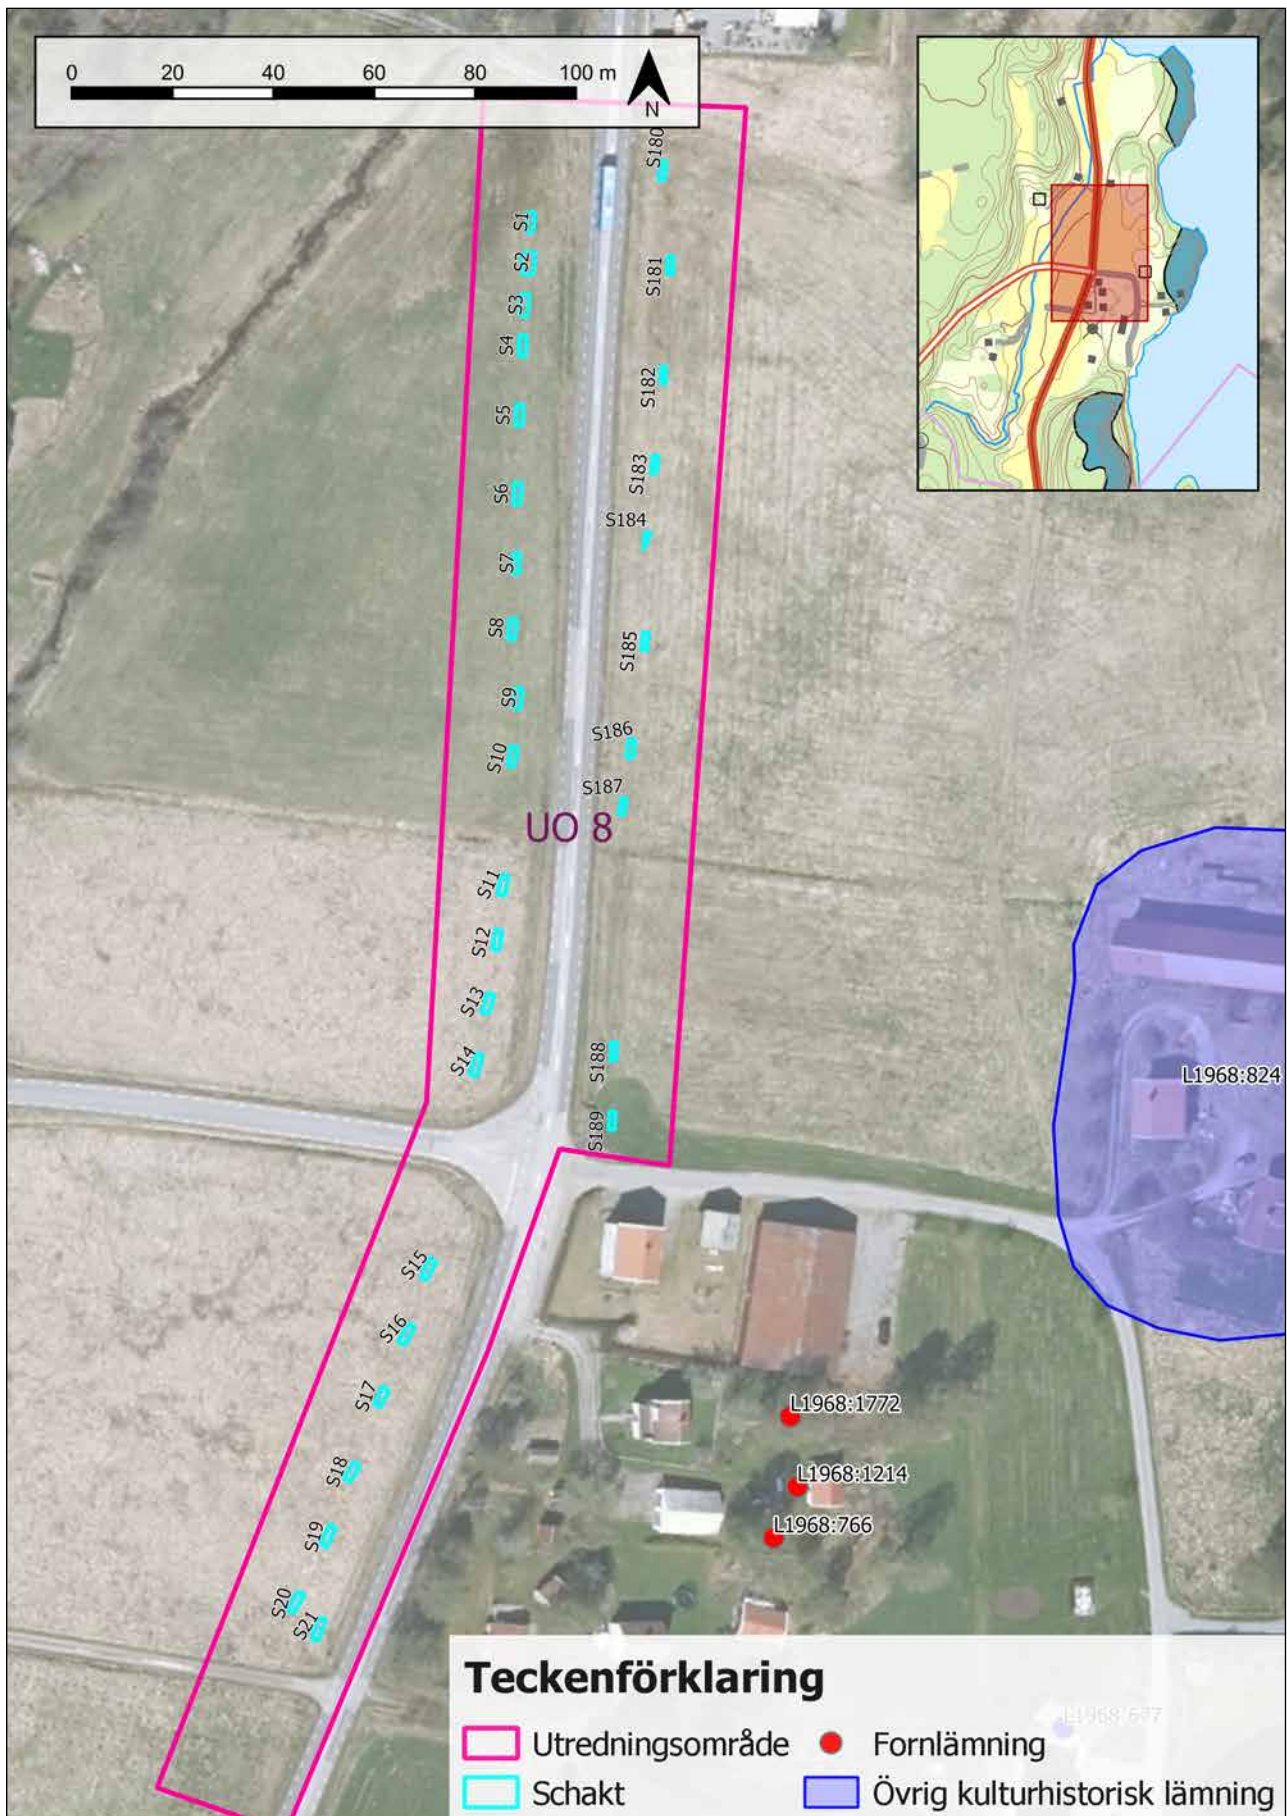 0 20 40 60 80 100 m
N
S180
S1
S2
S181
S3
S4
S182
S5
S183
S6
S184
S7
S8
S185
S9
S186
S10
S187
UO 8
S11
S12
S13
S14
S188
L1968:824
S189
S15
S16
S17
L1968:1772
S18
L1968:1214
S19
L1968:766
S20
S21
Teckenförklaring
Utredningsområde
Fornlämning
Schakt
Övrig kulturhistorisk lämning